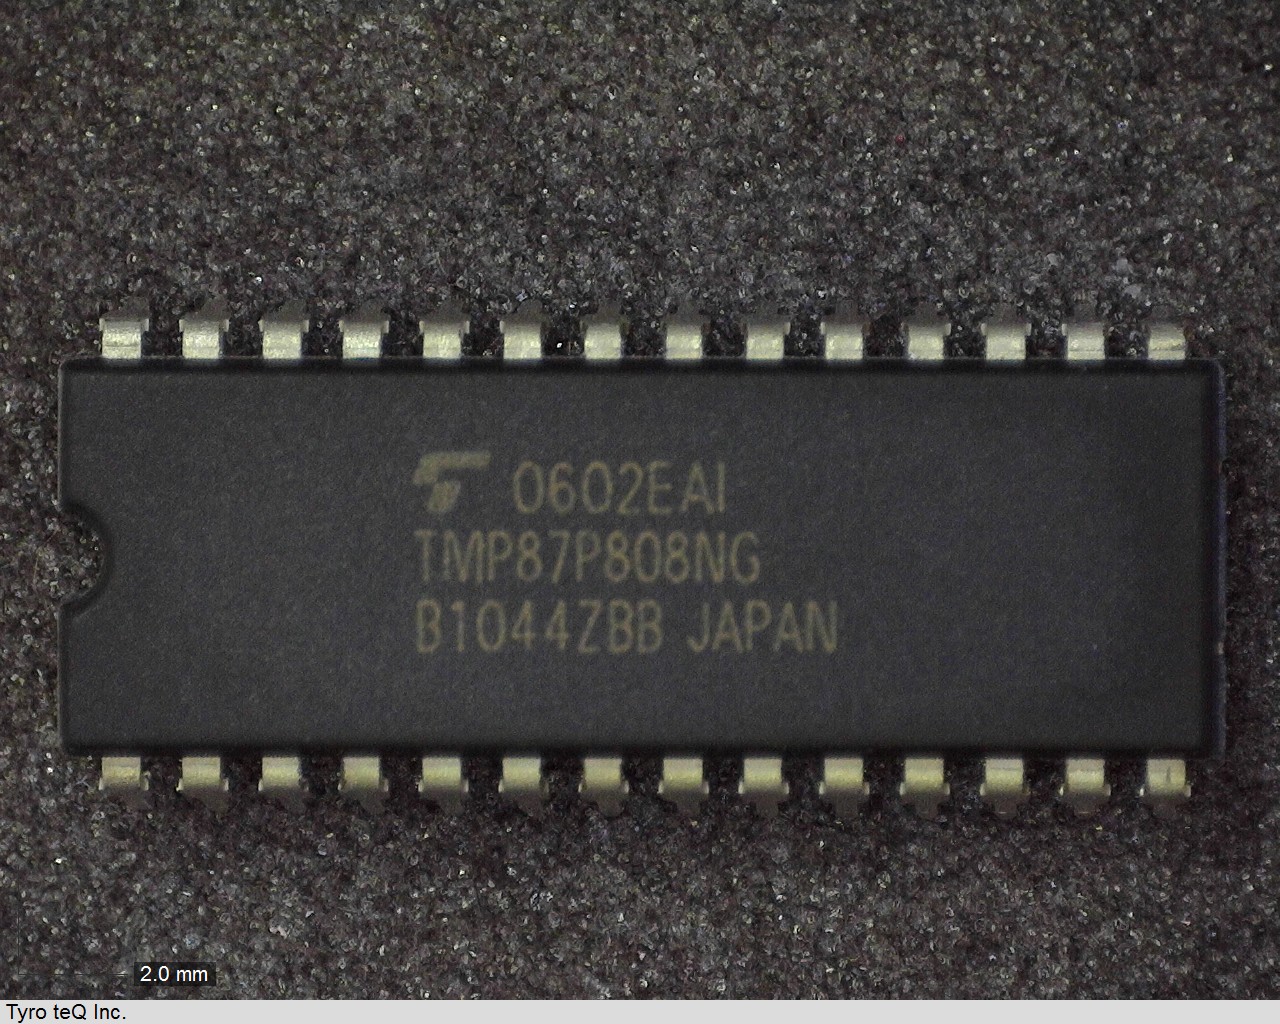 0602EAI
TMP87P808NG
B1044ZBB JAPAN
2.0 mm
Tyro teQ Inc.